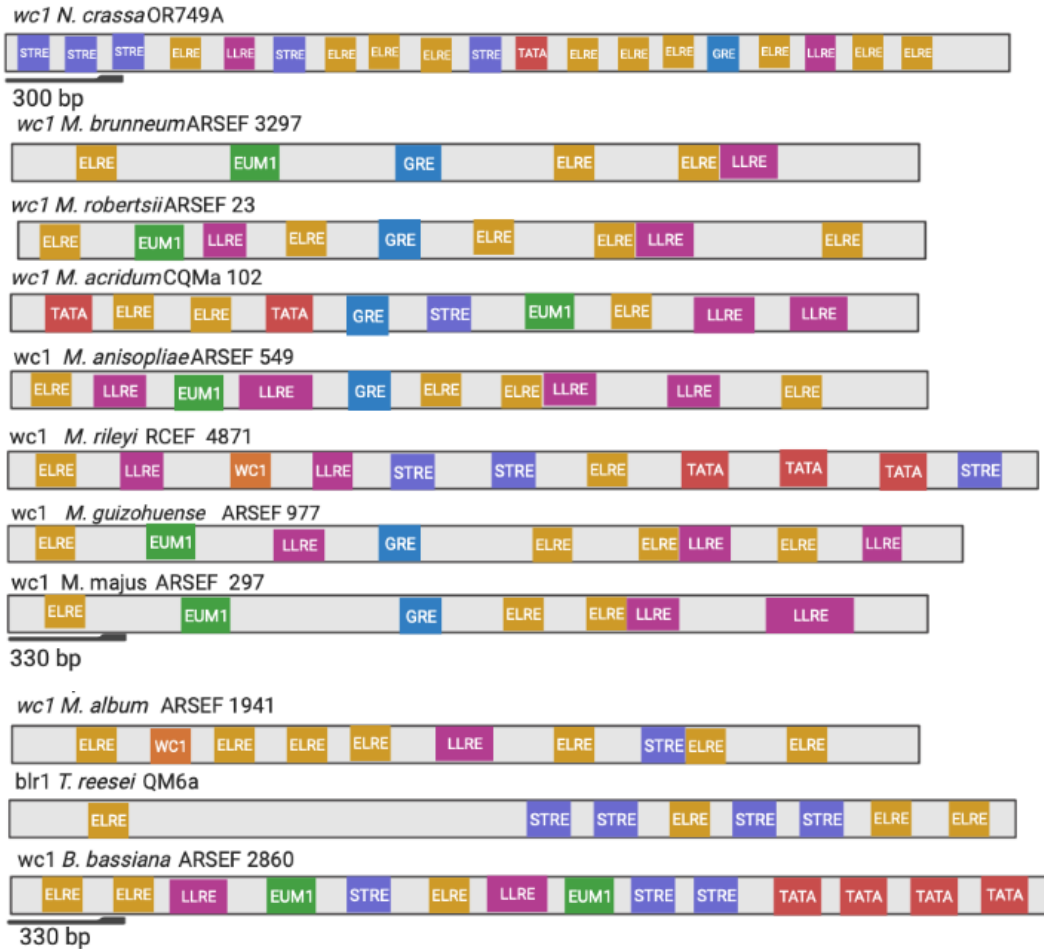 wc1 N. crassa OR749A
STRE STRE STRE ELRE LLRE STRE ELRE ELRE ELRE STRE TATA ELRE ELRE ELRE GRE ELRE LLRE ELRE ELRE
300 bp
wc1 M. brunneum ARSEF 3297
ELRE EUM1 GRE ELRE ELRE LLRE
wc1 M. robertsii ARSEF 23
ELRE EUM1 LLRE ELRE GRE ELRE ELRE LLRE ELRE
wc1 M. acridum CQMa 102
TATA ELRE ELRE TATA GRE STRE EUM1 ELRE LLRE LLRE
wc1 M. anisopliae ARSEF 549
ELRE LLRE EUM1 LLRE GRE ELRE ELRE LLRE LLRE ELRE
wc1 M. rileyi RCEF 4871
ELRE LLRE WC1 LLRE STRE STRE ELRE TATA TATA TATA STRE
wc1 M. guizohuense ARSEF 977
ELRE EUM1 LLRE GRE ELRE ELRE LLRE ELRE LLRE
wc1 M. majus ARSEF 297
ELRE EUM1 GRE ELRE ELRE LLRE LLRE
330 bp
wc1 M. album ARSEF 1941
ELRE WC1 ELRE ELRE ELRE LLRE ELRE STRE ELRE ELRE
blr1 T. reesei QM6a
ELRE STRE STRE ELRE STRE STRE ELRE ELRE
wc1 B. bassiana ARSEF 2860
ELRE ELRE LLRE EUM1 STRE ELRE LLRE EUM1 STRE STRE TATA TATA TATA TATA
330 bp